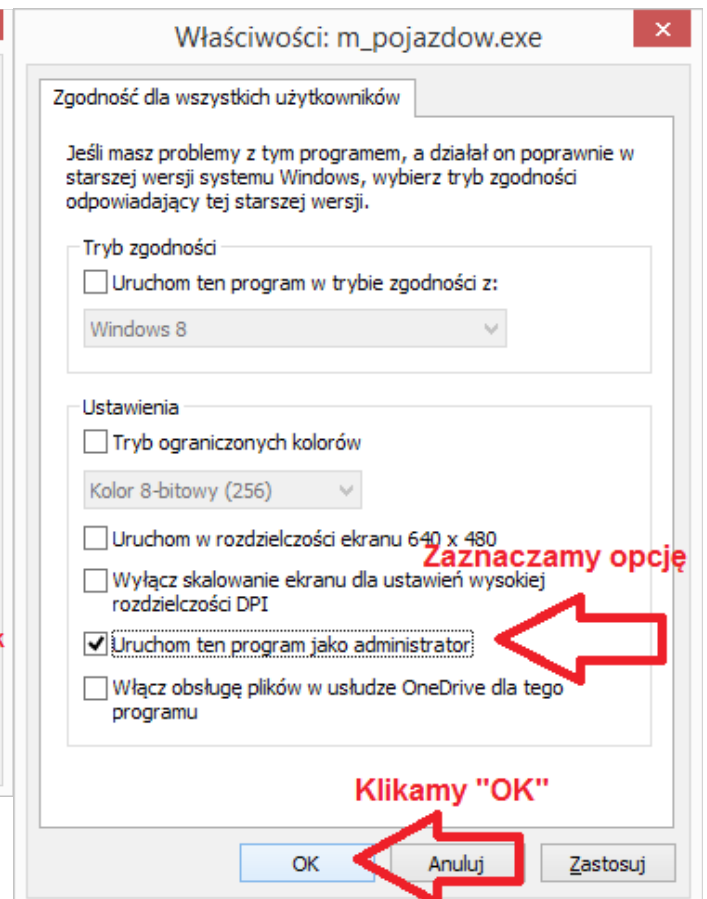 Właściwości: m_pojazdow.exe
Zgodność dla wszystkich użytkowników
Jeśli masz problemy z tym programem, a działał on poprawnie w
starszej wersji systemu Windows, wybierz tryb zgodności
odpowiadający tej starszej wersji.
Tryb zgodności
Uruchom ten program w trybie zgodności z:
Windows 8
Ustawienia
Tryb ograniczonych kolorów
Kolor 8-bitowy (256)
Uruchom w rozdzielczości ekranu 640 x 480
Zaznaczamy opcję
Wyłącz skalowanie ekranu dla ustawień wysokiej
rozdzielczości DPI
Uruchom ten program jako administrator
Włącz obsługę plików w usłudze OneDrive dla tego
programu
Klikamy "OK"
OK
Anuluj
Zastosuj